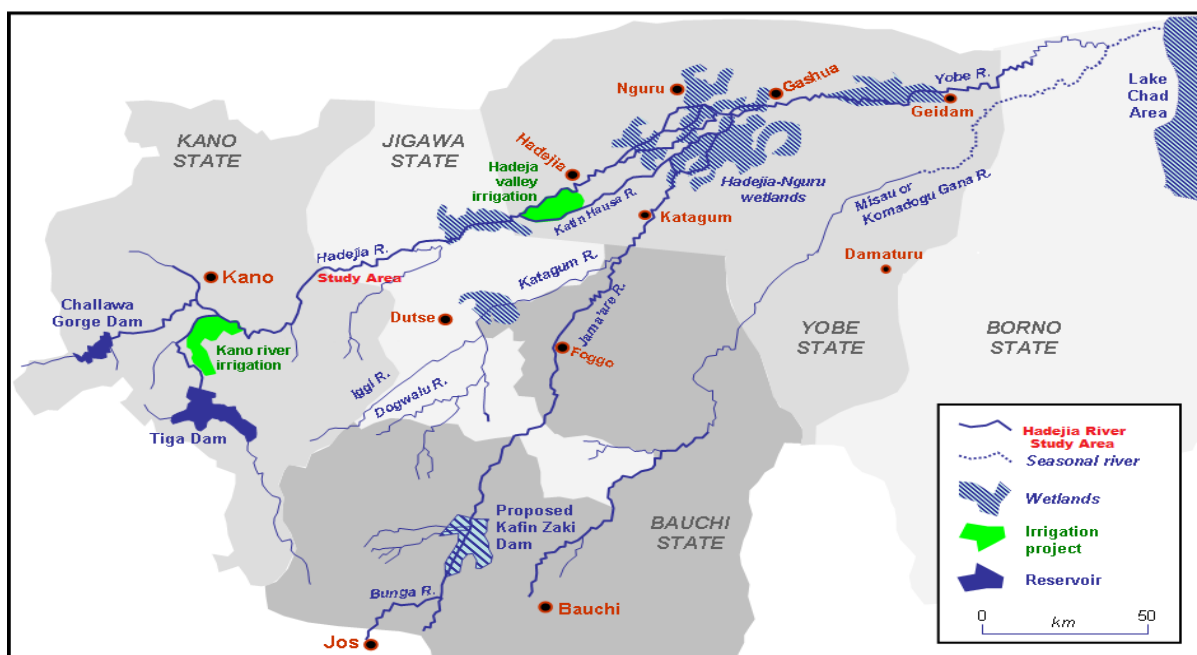 Nguru
Gashua
Yobe R.
Lake
Chad
Area
Geidam
KANO
STATE
JIGAWA
STATE
Hadejia
Hadeja
valley
irrigation
Hadejia-Nguru
wetlands
Misau or
Komadogu Gana R.
Kafin Hausa R.
Katagum
Hadejia R.
Study Area
Kano
Katagum R.
Damaturu
Challawa
Gorge Dam
Dutse
Jama'are R.
YOBE
STATE
BORNO
STATE
Kano river
irrigation
Foggo
Iggi R.
Dogwalu R.
Tiga Dam
Proposed
Kafin Zaki
Dam
BAUCHI
STATE
Bunga R.
Bauchi
Jos
Hadejia River
Study Area
Seasonal river
Wetlands
Irrigation
project
Reservoir
0 50
km